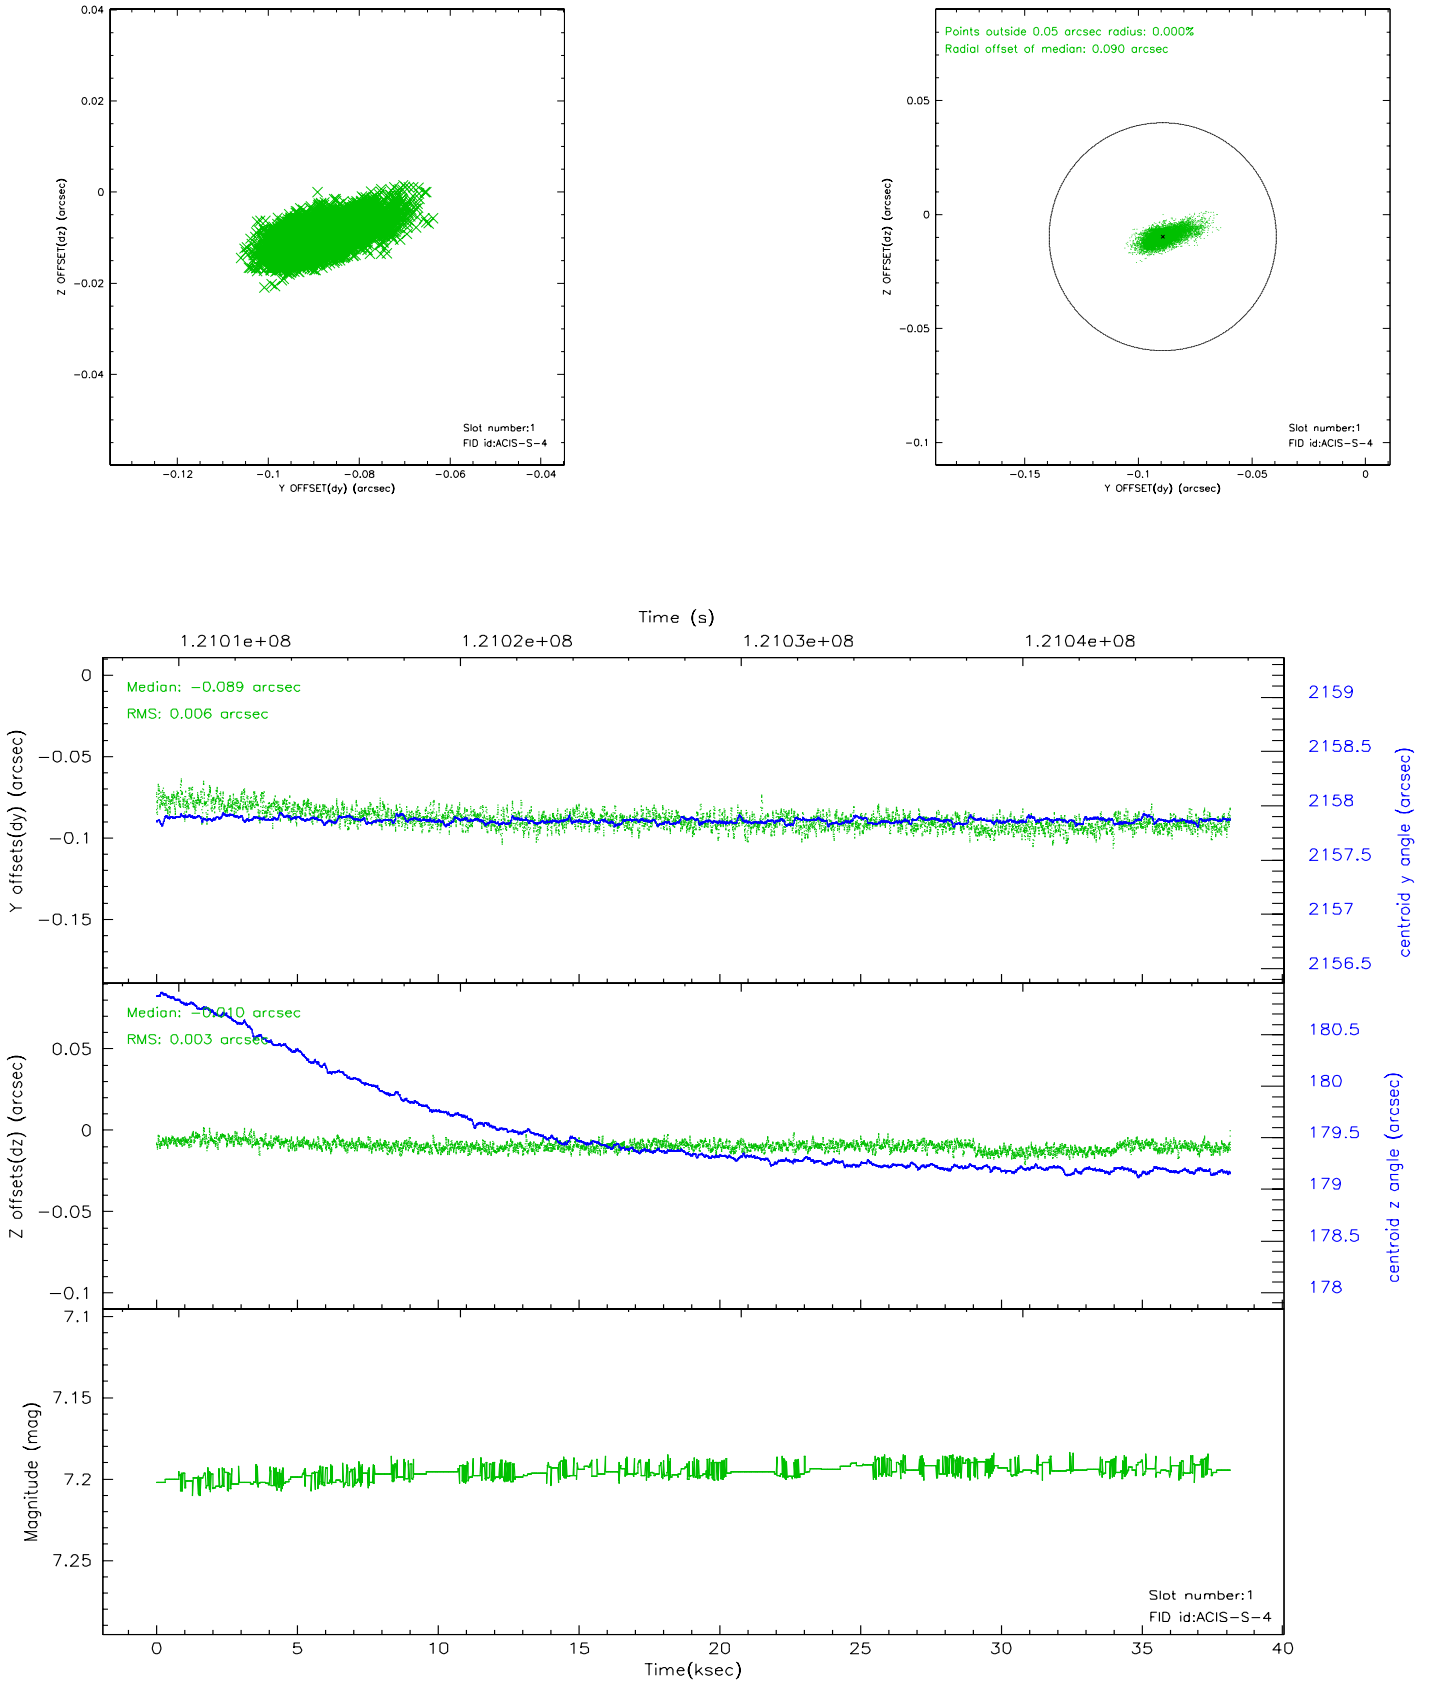 0.04
0.02
0
−0.02
−0.04
Z OFFSET(dz) (arcsec)
Slot number:1
FID id:ACIS−S−4
−0.12
−0.1
−0.08
−0.06
−0.04
Y OFFSET(dy) (arcsec)
Points outside 0.05 arcsec radius: 0.000%
Radial offset of median: 0.090 arcsec
0.05
0
−0.05
−0.1
Z OFFSET(dz) (arcsec)
Slot number:1
FID id:ACIS−S−4
−0.15
−0.1
−0.05
0
Y OFFSET(dy) (arcsec)
Time (s)
1.2101e+08
1.2102e+08
1.2103e+08
1.2104e+08
0
−0.05
−0.1
−0.15
Y offsets(dy) (arcsec)
Median: −0.089 arcsec
RMS: 0.006 arcsec
2159
2158.5
2158
2157.5
2157
2156.5
centroid y angle (arcsec)
0.05
0
−0.05
−0.1
Z offsets(dz) (arcsec)
Median: −0.010 arcsec
RMS: 0.003 arcsec
180.5
180
179.5
179
178.5
178
centroid z angle (arcsec)
7.1
7.15
7.2
7.25
Magnitude (mag)
Slot number:1
FID id:ACIS−S−4
0
5
10
15
20
25
30
35
40
Time(ksec)